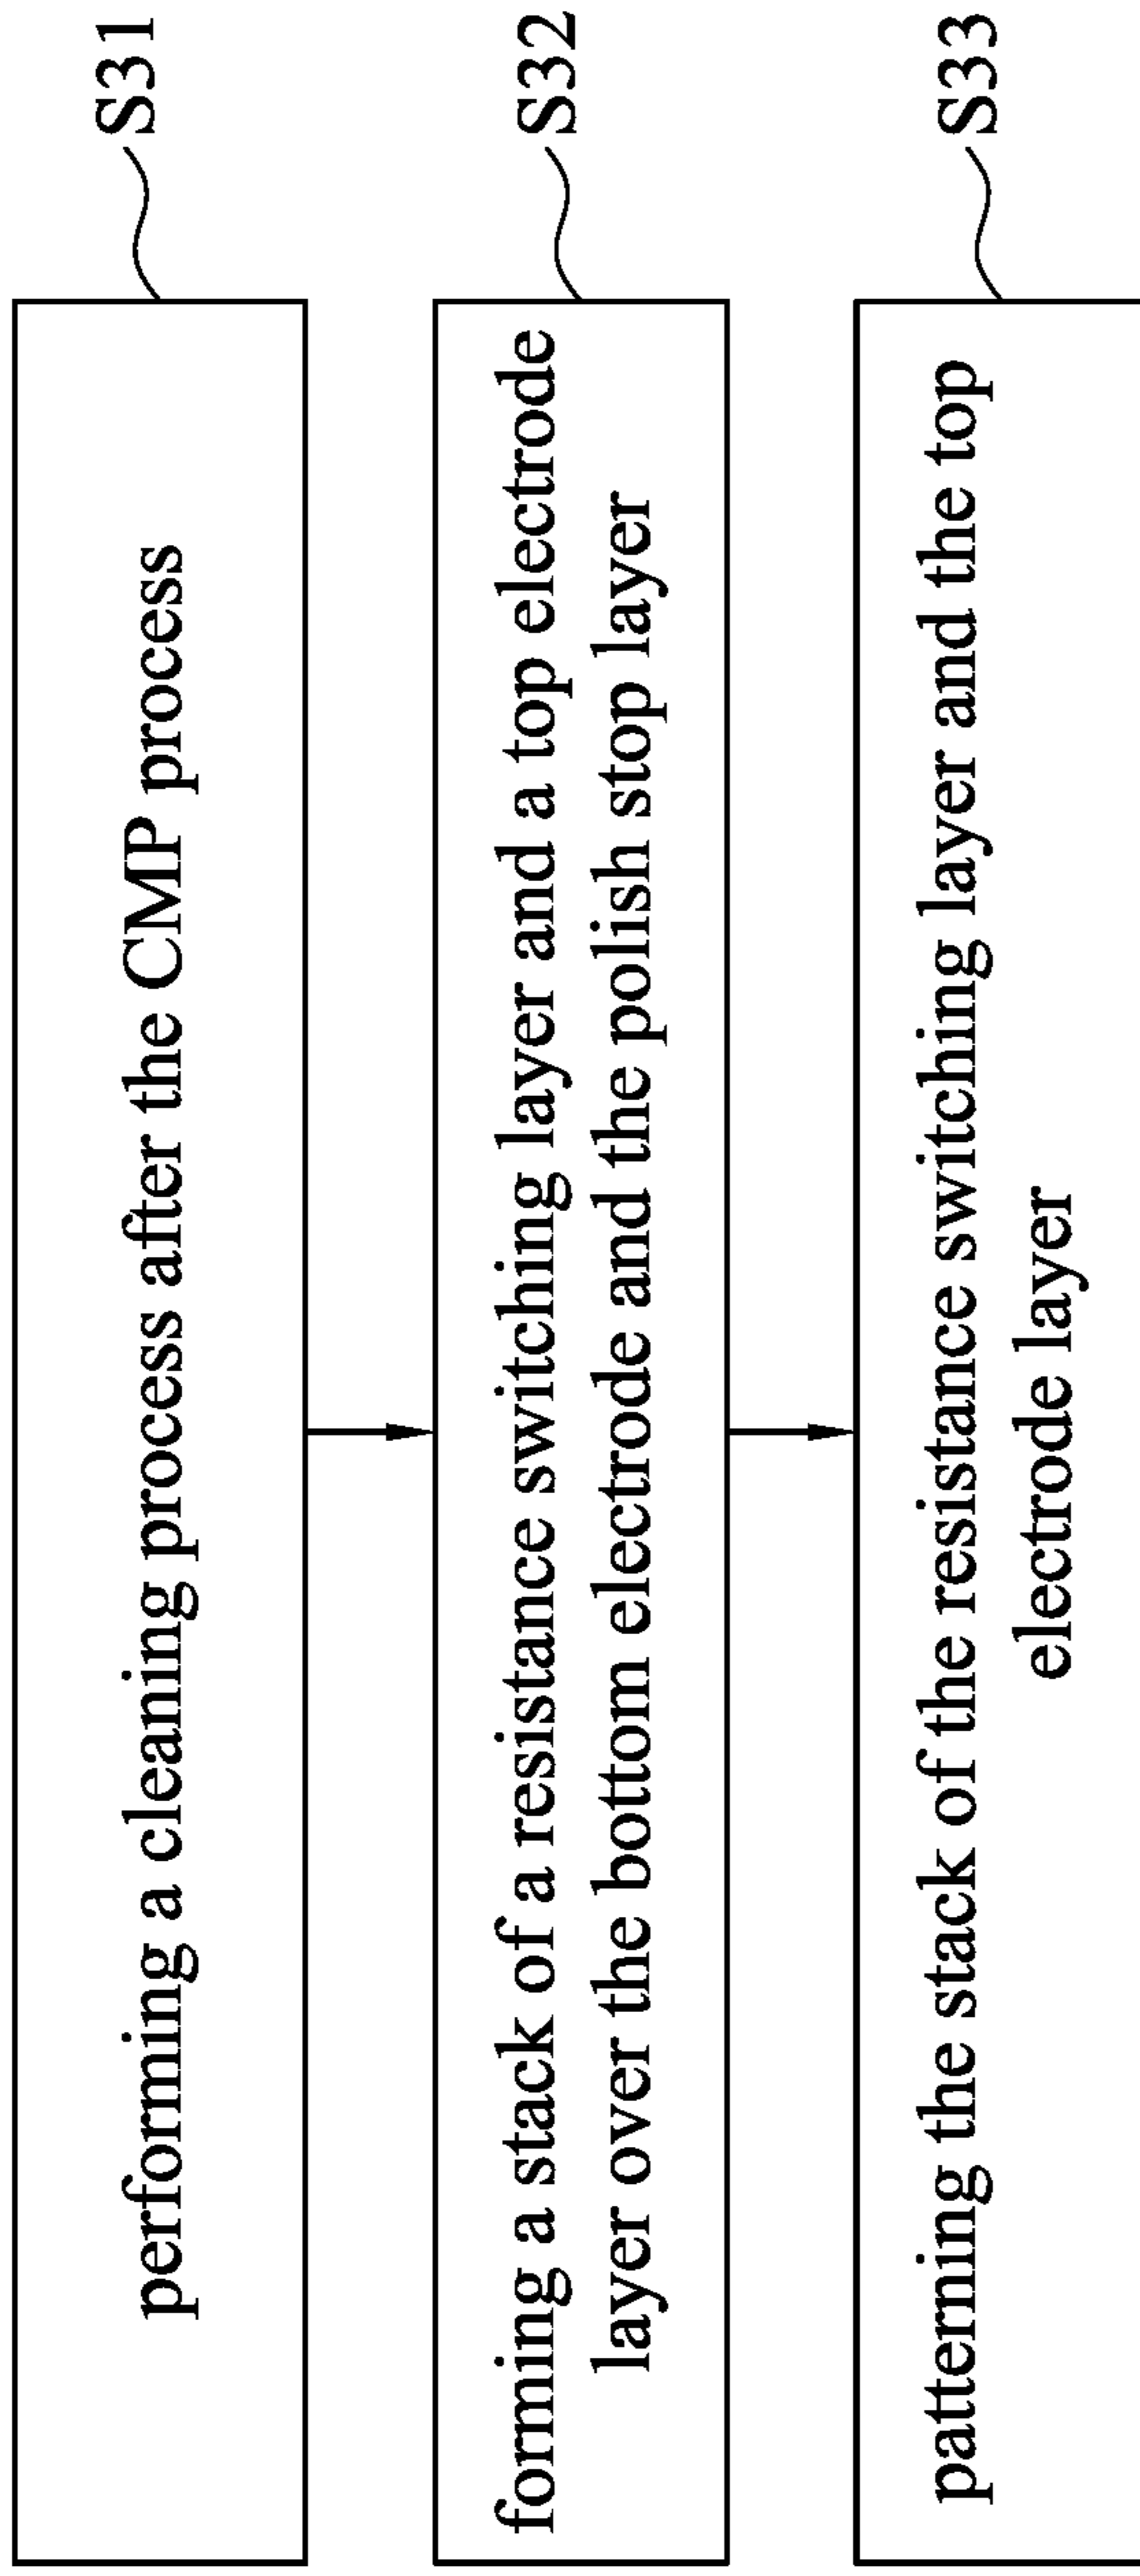 performing a cleaning process after the CMP process
S31
forming a stack of a resistance switching layer and a top electrode
layer over the bottom electrode and the polish stop layer
S32
patterning the stack of the resistance switching layer and the top
electrode layer
S33